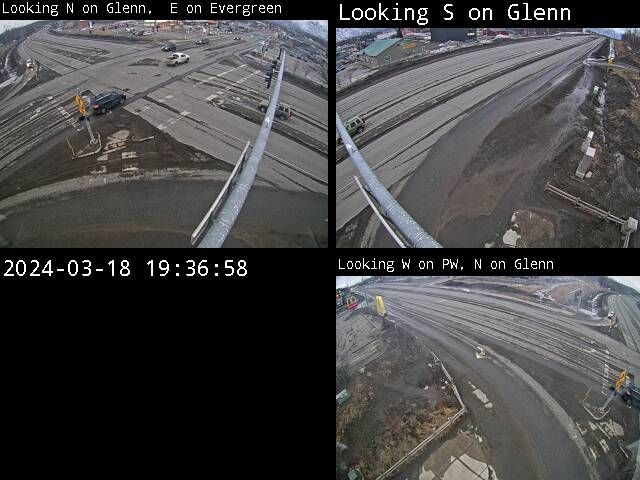 Looking N on Glenn, E on Evergreen
Looking S on Glenn
2024-03-18 19:36:58
Looking W on PW, N on Glenn